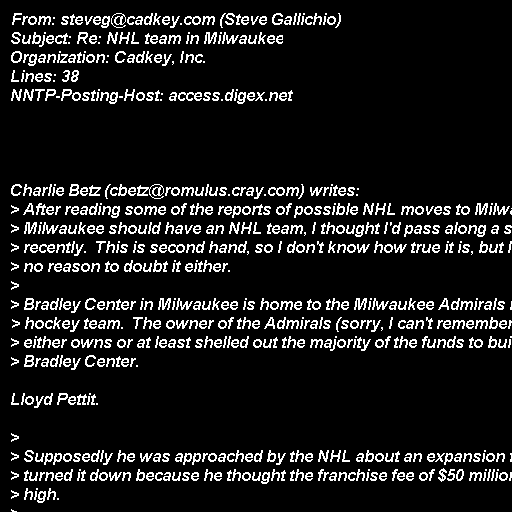 From: steveg@cadkey.com (Steve Gallichio)
Subject: Re: NHL team in Milwaukee
Organization: Cadkey, Inc.
Lines: 38
NNTP-Posting-Host: access.digex.net
Charlie Betz (cbetz@romulus.cray.com) writes:
> After reading some of the reports of possible NHL moves to
> Milwaukee should have an NHL team, I thought I'd pass along a
> recently.  This is second hand, so I don't know how true it is, but
> no reason to doubt it either.
>
> Bradley Center in Milwaukee is home to the Milwaukee Admirals
> hockey team.  The owner of the Admirals (sorry, I can't remember
> either owns or at least shelled out the majority of the funds to
> Bradley Center.
Lloyd Pettit.
>
> Supposedly he was approached by the NHL about an expansion
> turned it down because he thought the franchise fee of $50
> high.